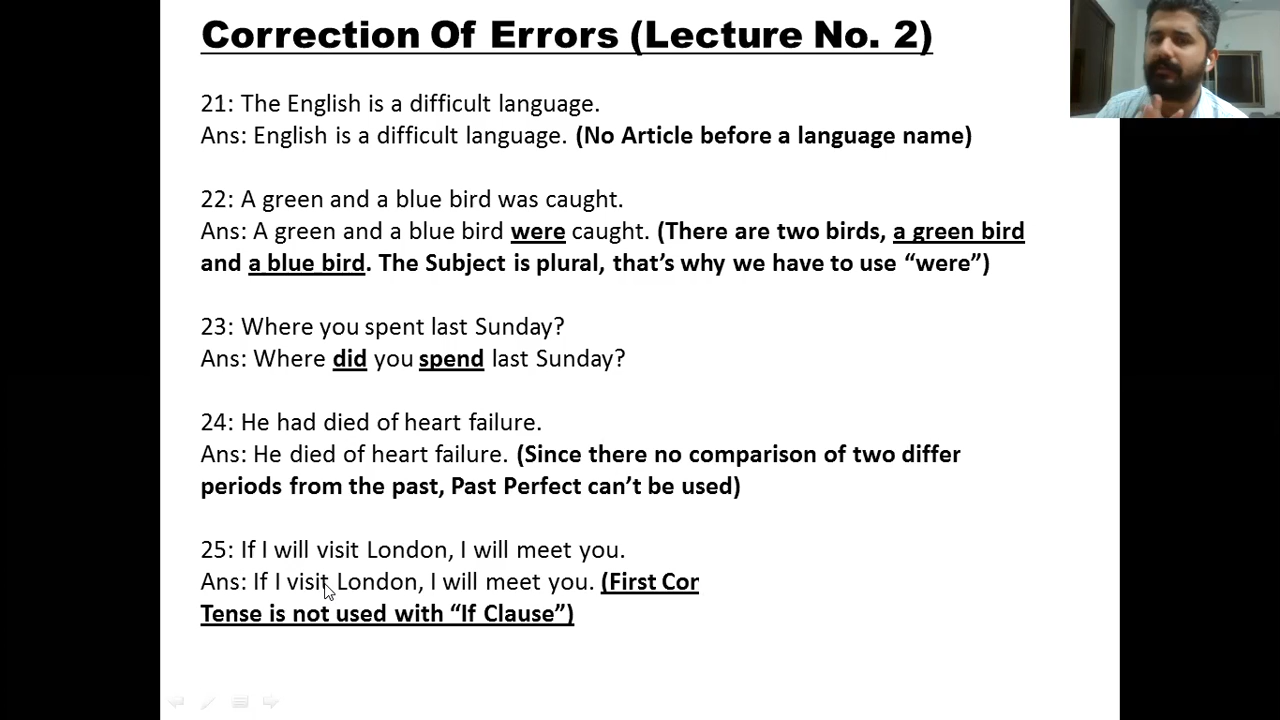 Correction Of Errors (Lecture No. 2)
21: The English is a difficult language.
Ans: English is a difficult language. (No Article before a language name)
22: A green and a blue bird was caught.
Ans: A green and a blue bird were caught. (There are two birds, a green bird
and a blue bird. The Subject is plural, that’s why we have to use “were”)
23: Where you spent last Sunday?
Ans: Where did you spend last Sunday?
24: He had died of heart failure.
Ans: He died of heart failure. (Since there no comparison of two differ
periods from the past, Past Perfect can’t be used)
25: If I will visit London, I will meet you.
Ans: If I visit London, I will meet you. (First Cor
Tense is not used with “If Clause”)